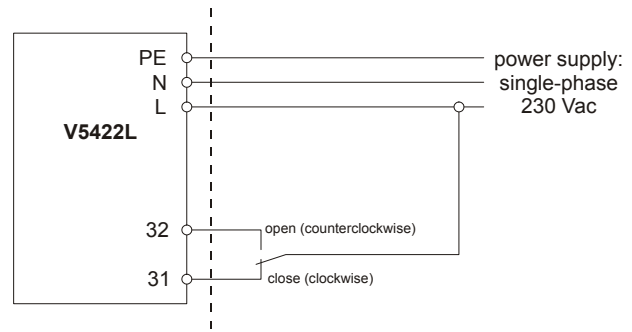 PE
power supply:
N
single-phase
L
230 Vac
V5422L
32
open (counterclockwise)
31
close (clockwise)